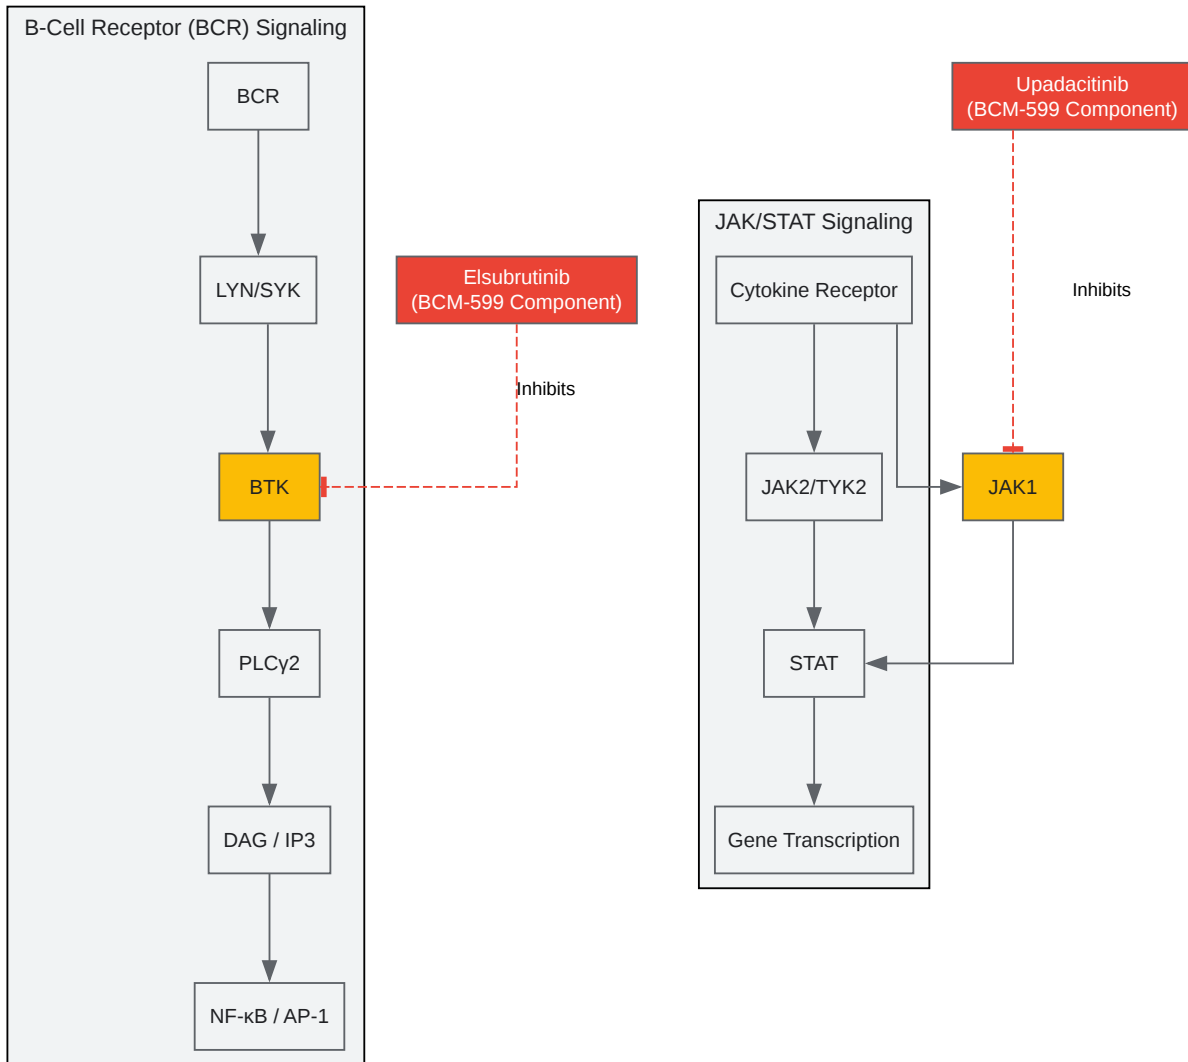 B-Cell Receptor (BCR) Signaling
BCR
LYN/SYK
BTK
PLCγ2
DAG / IP3
NF-κB / AP-1
Elsubrutinib
(BCM-599 Component)
Inhibits
JAK/STAT Signaling
Cytokine Receptor
JAK2/TYK2
STAT
Gene Transcription
Upadacitinib
(BCM-599 Component)
Inhibits
JAK1